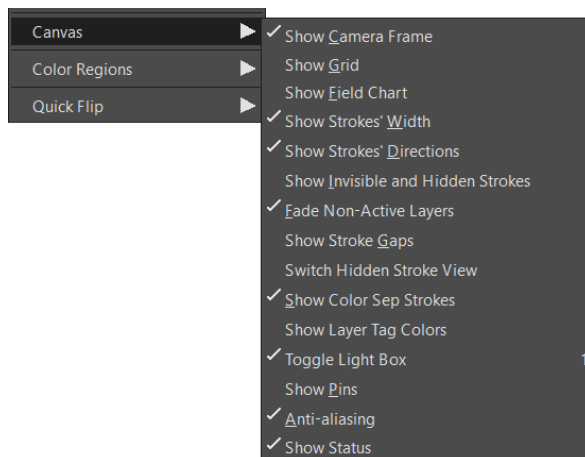 Canvas
Color Regions
Quick Flip
Show Camera Frame
Show Grid
Show Field Chart
Show Strokes' Width
Show Strokes' Directions
Show Invisible and Hidden Strokes
Fade Non-Active Layers
Show Stroke Gaps
Switch Hidden Stroke View
Show Color Sep Strokes
Show Layer Tag Colors
Toggle Light Box
Show Pins
Anti-aliasing
Show Status